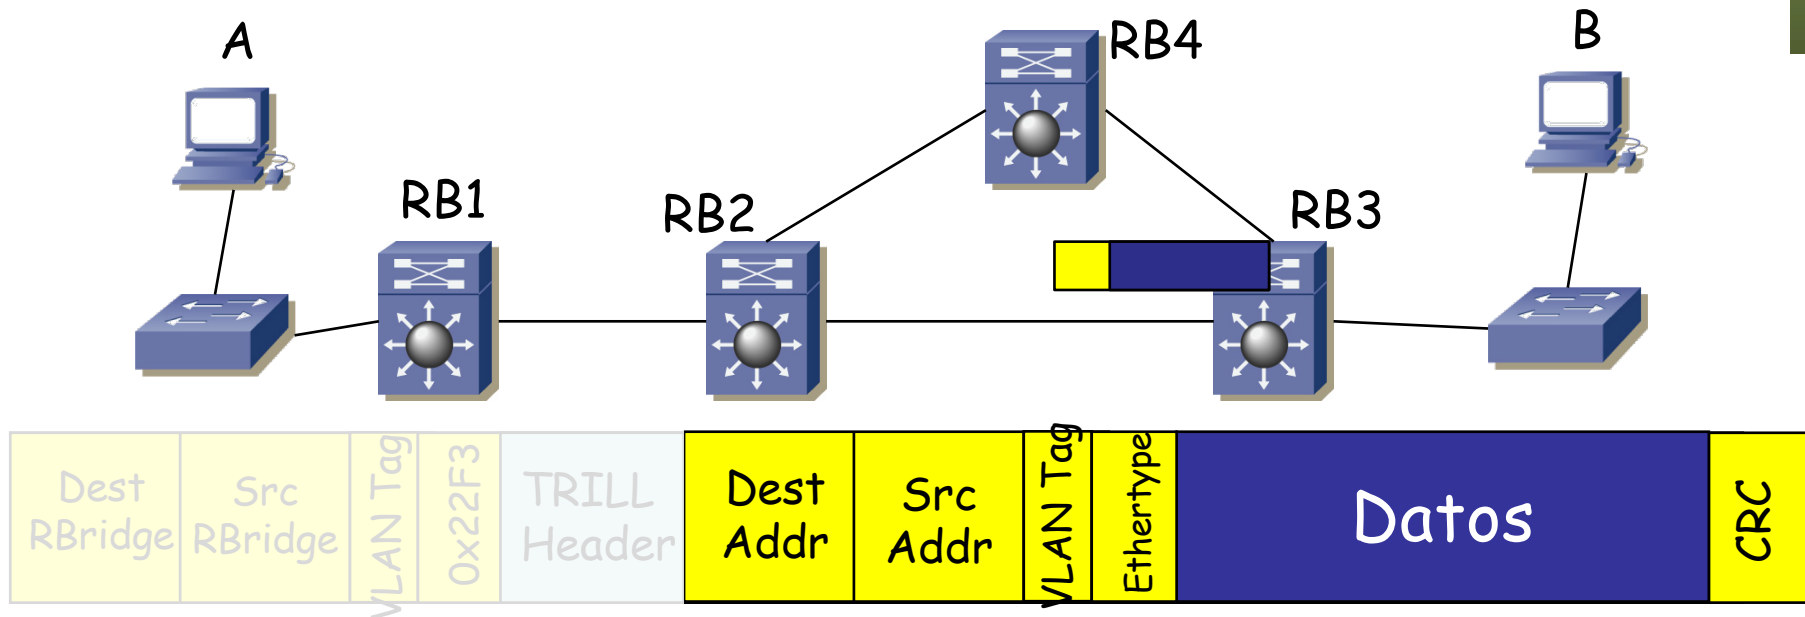 A
RB4
B
RB1
RB2
RB3
Dest
RBridge
Src
RBridge
VLAN Tag
0x22F3
TRILL
Header
Dest
Addr
Src
Addr
VLAN Tag
Ethertype
Datos
CRC